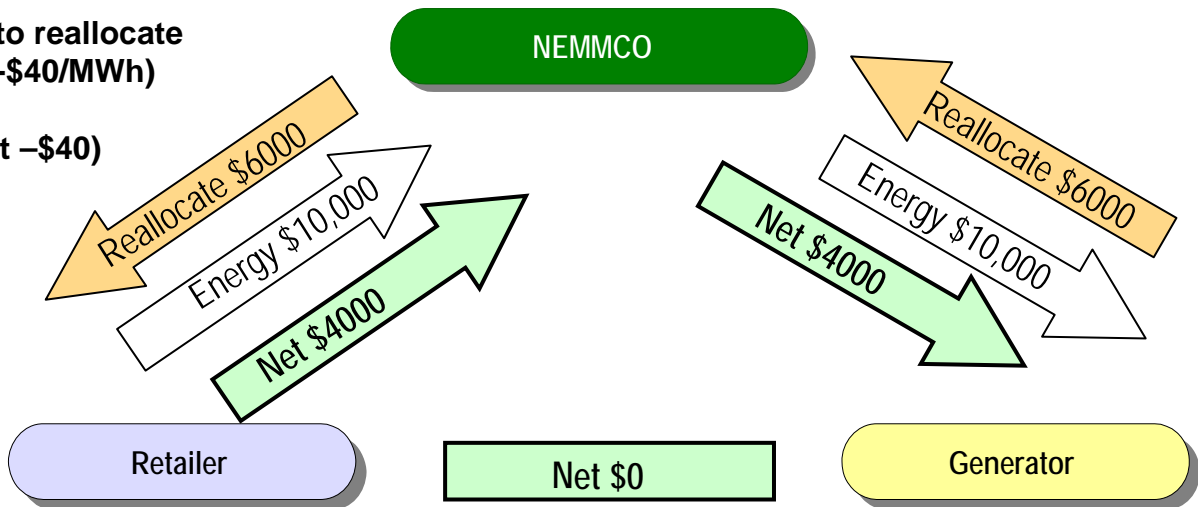 to reallocate
-$40/MWh)
t –$40)
NEMMCO
Reallocate $6000
Energy $10,000
Net $4000
Reallocate $6000
Energy $10,000
Net $4000
Retailer
Net $0
Generator